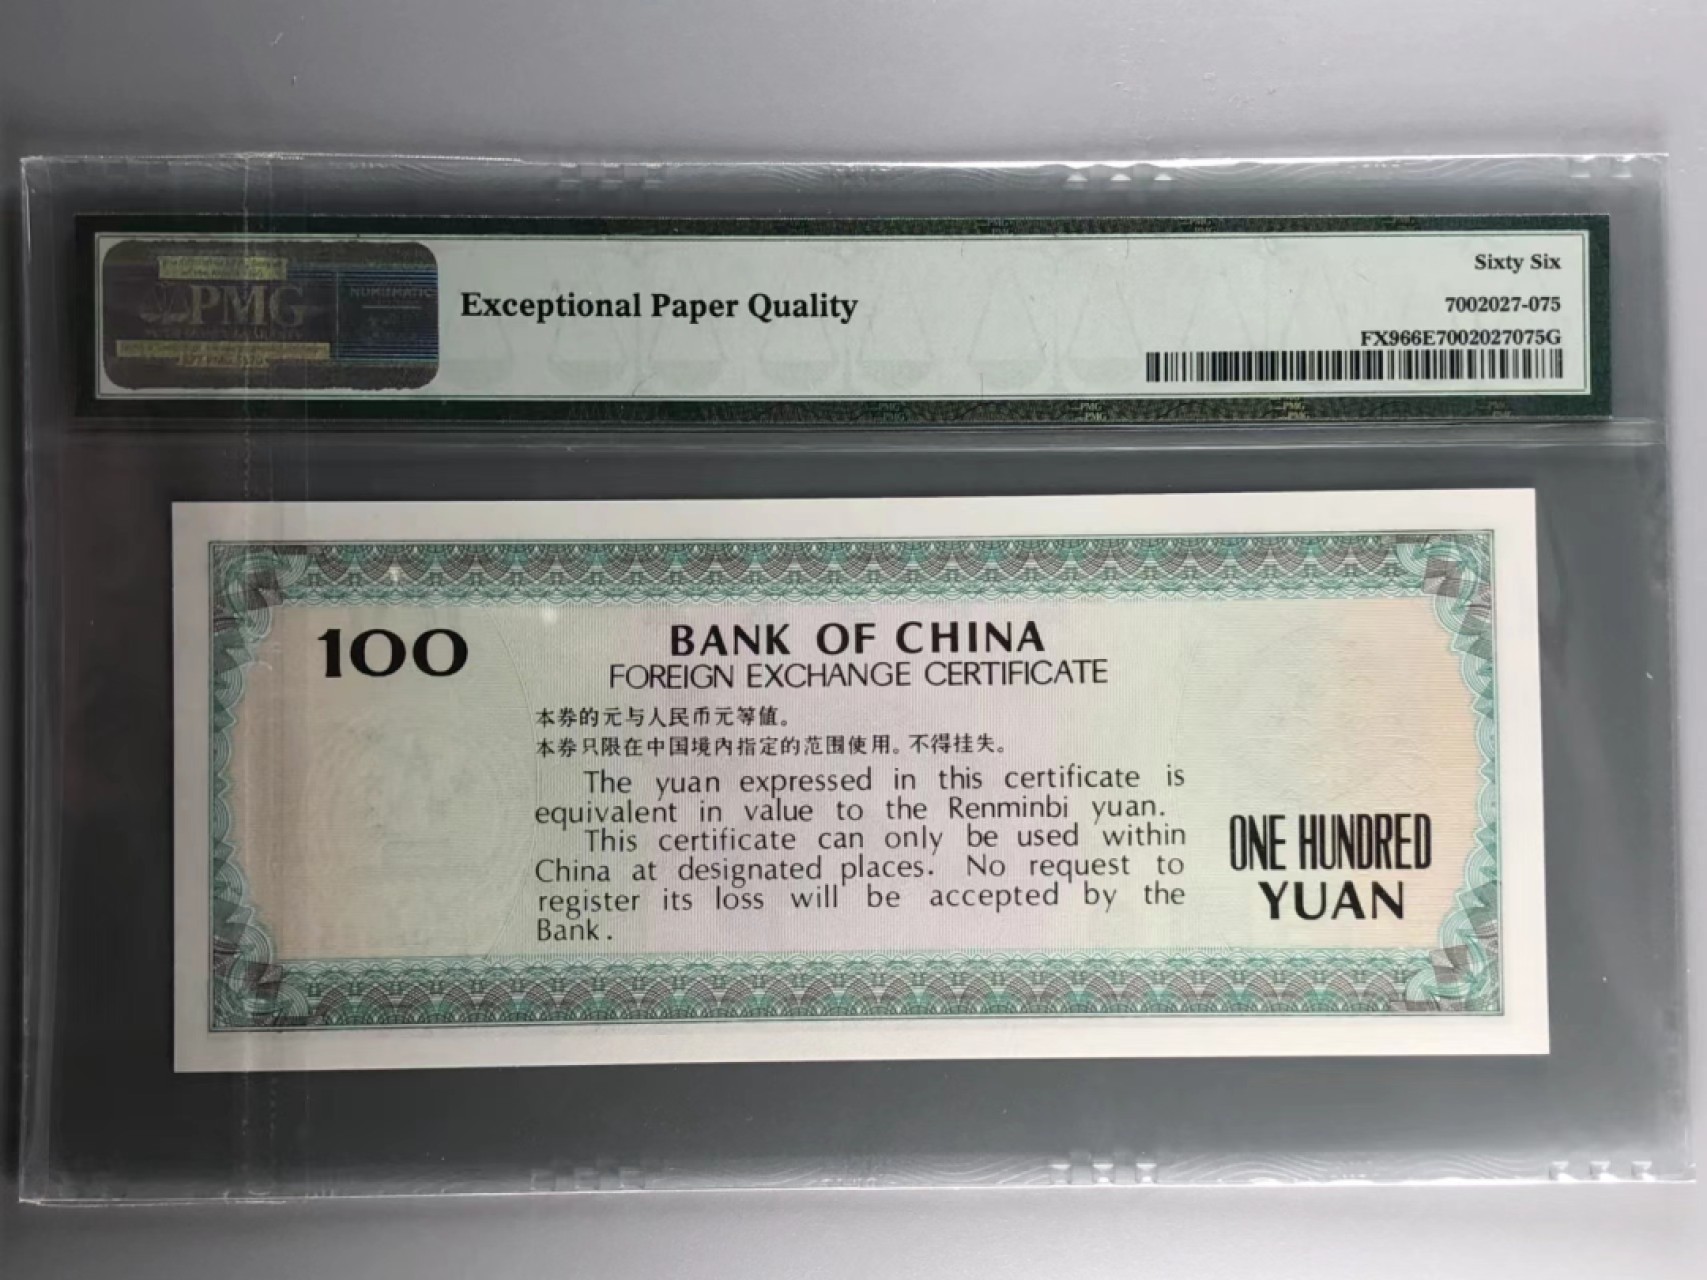 PMG
NUMISMATIC
Exceptional Paper Quality
Sixty Six
7002027-075
FX966E7002027075G
100
BANK OF CHINA
FOREIGN EXCHANGE CERTIFICATE
本券的元与人民币元等值。
本券只限在中国境内指定的范围使用。不得挂失。
The yuan expressed in this certificate is
equivalent in value to the Renminbi yuan.
This certificate can only be used within
China at designated places. No request to
register its loss will be accepted by the
Bank.
ONE HUNDRED
YUAN